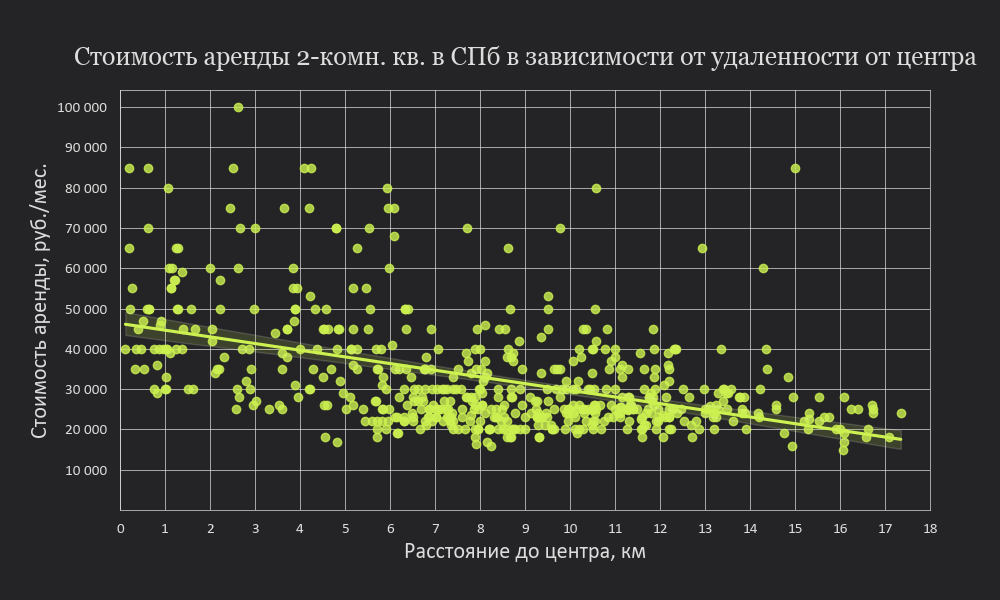 Стоимость аренды 2-комн. кв. в СПб в зависимости от удаленности от центра
Стоимость аренды, руб./мес.
100 000
90 000
80 000
70 000
60 000
50 000
40 000
30 000
20 000
10 000
0 1 2 3 4 5 6 7 8 9 10 11 12 13 14 15 16 17 18
Расстояние до центра, км